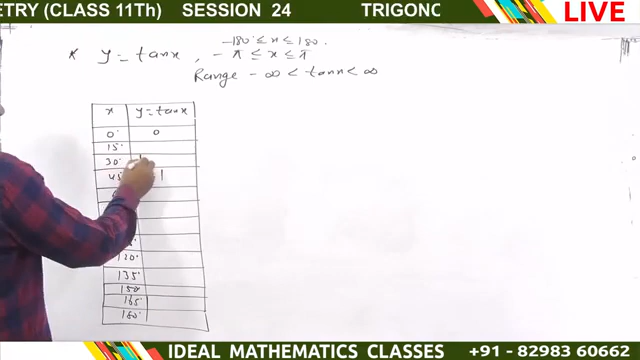 ETRY (CLASS 11Th) SESSION 24 TRIGONO
LIVE
-180° ≤ x ≤ 180°
* y = tanx, -π ≤ x ≤ π
Range -∞ < tanx < ∞
x y = tanx
0° 0
15°
30°
45 1
120°
135°
150°
165°
180°
LIVE IDEAL MATHEMATICS CLASSES +91 - 82983 60662